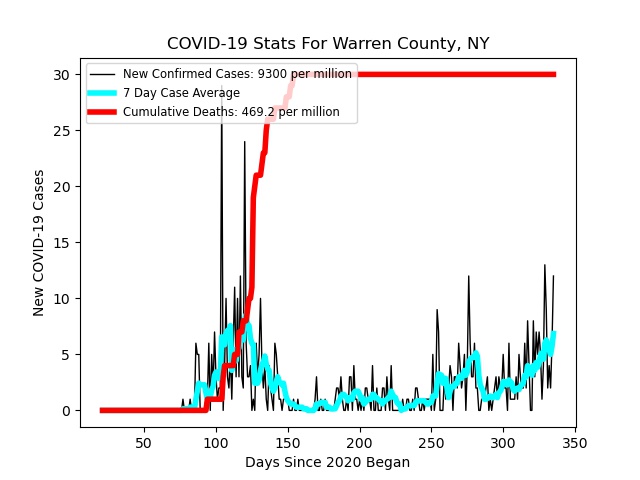 COVID-19 Stats For Warren County, NY
New Confirmed Cases: 9300 per million
7 Day Case Average
Cumulative Deaths: 469.2 per million
New COVID-19 Cases
30
25
20
15
10
5
0
50
100
150
200
250
300
350
Days Since 2020 Began